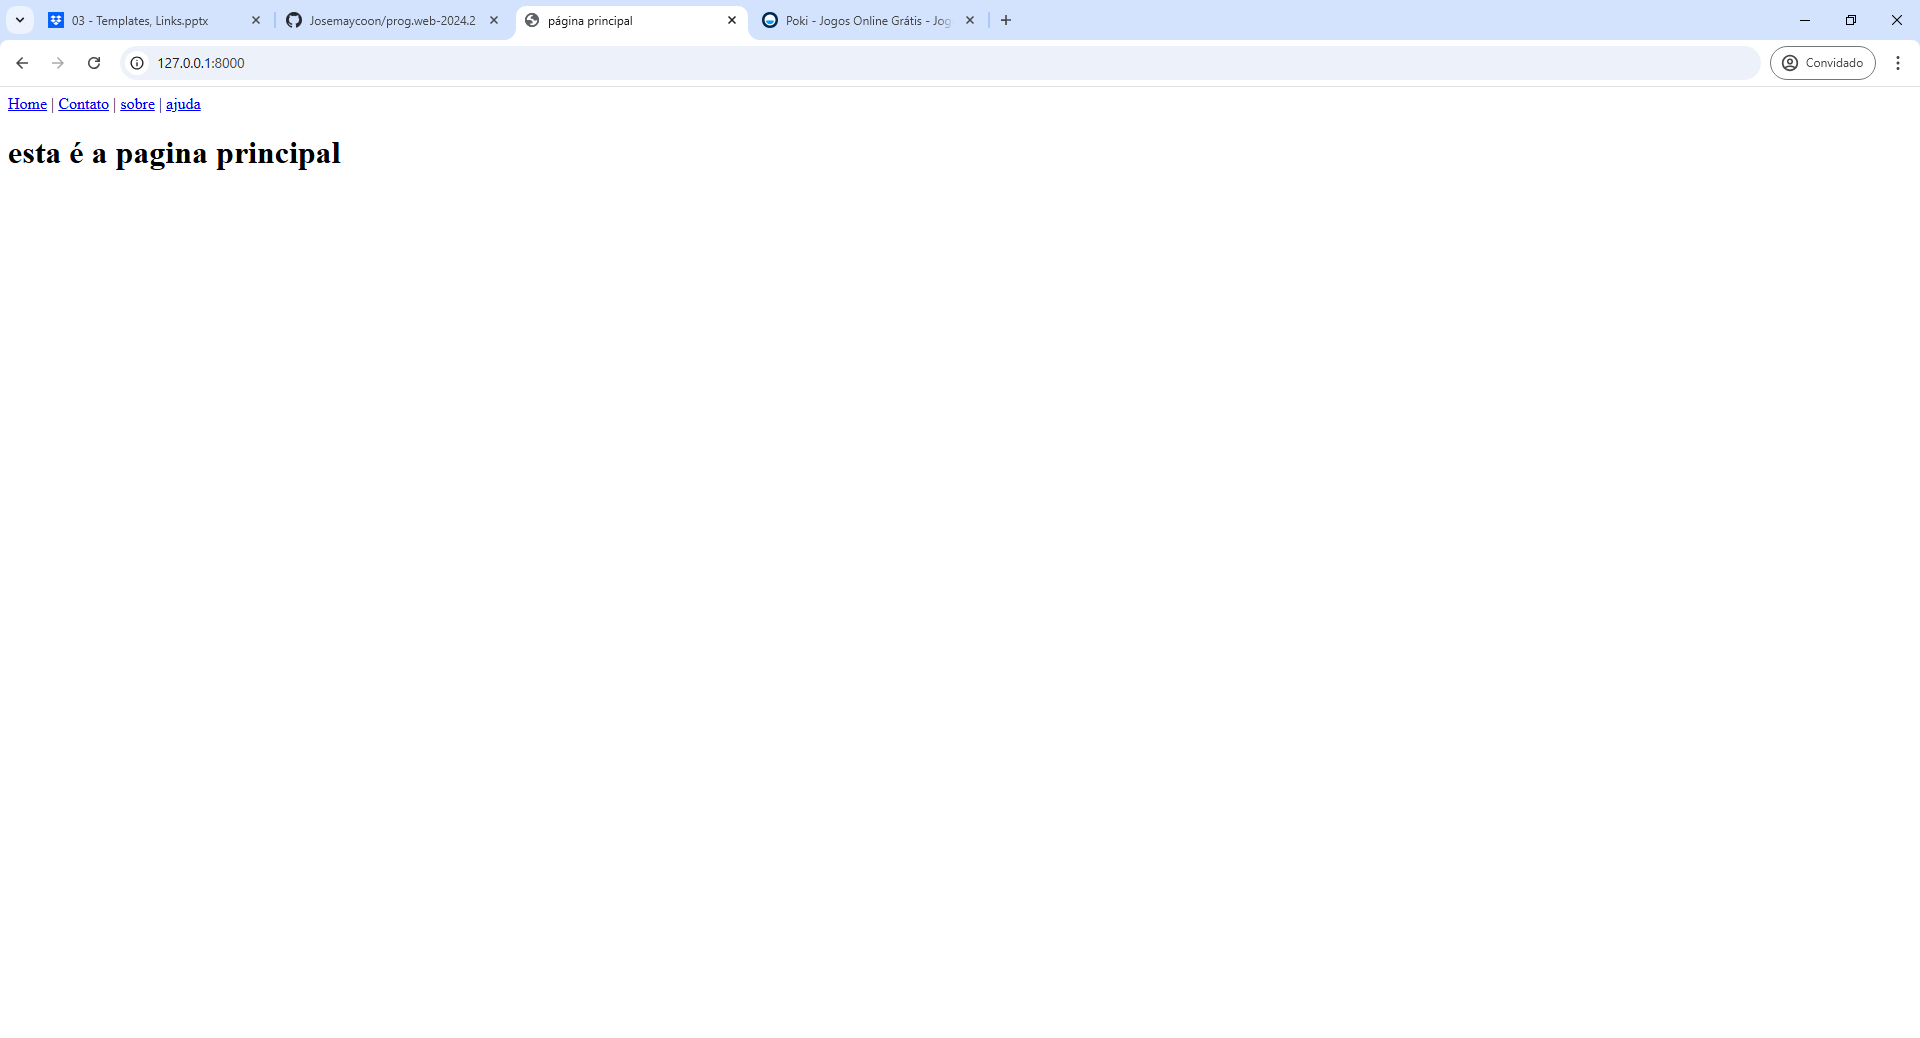 03 - Templates, Links.pptx
Josemaycoon/prog.web-2024.2
página principal
Poki - Jogos Online Grátis - Jog
127.0.0.1:8000
Convidado
Home | Contato | sobre | ajuda
esta é a pagina principal